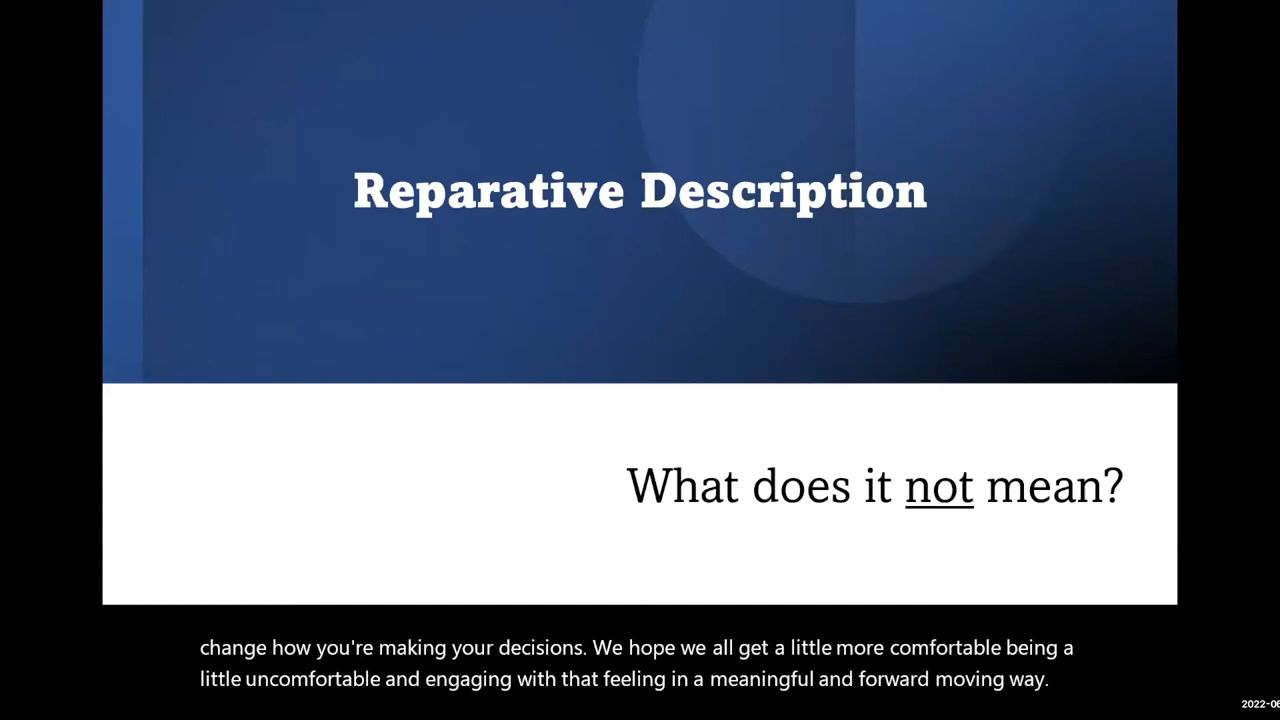 Reparative Description
What does it not mean?
change how you're making your decisions. We hope we all get a little more comfortable being a
little uncomfortable and engaging with that feeling in a meaningful and forward moving way.
2022-06